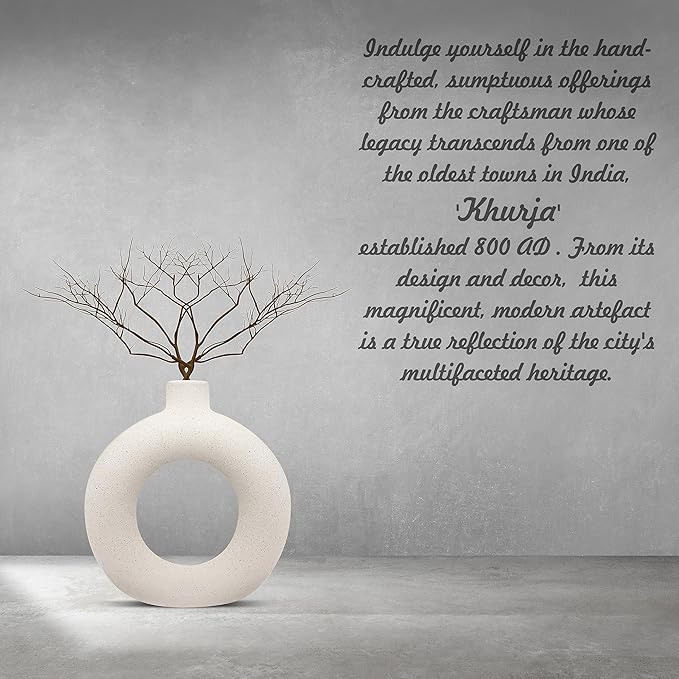 Indulge yourself in the hand-
crafted, sumptuous offerings
from the craftsman whose
legacy transcends from one of
the oldest towns in India,
'Khurja'
established 800 AD . From its
design and decor, this
magnificent, modern artefact
is a true reflection of the city's
multifaceted heritage.